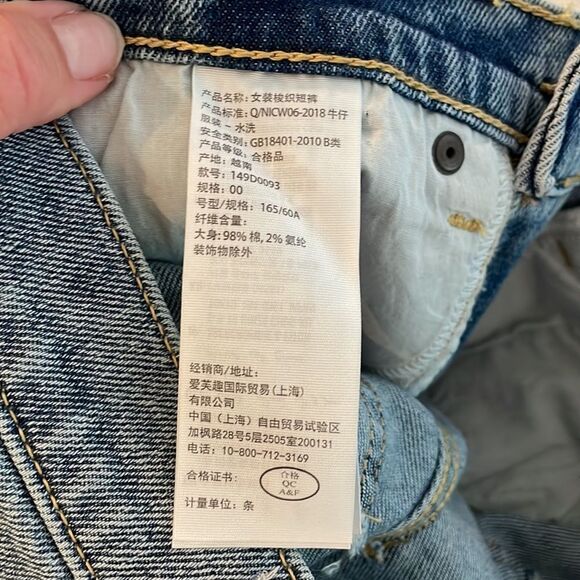 产品名称: 女装梭织短裤
产品标准: Q/NICW06-2018 牛仔
服装 - 水洗
安全类别: GB18401-2010 B类
产品等级: 合格品
产地: 越南
款号: 149D0093
规格: 00
号型/规格: 165/60A
纤维含量:
大身: 98% 棉, 2% 氨纶
装饰物除外
经销商/地址:
爱芙趣国际贸易(上海)
有限公司
中国 (上海) 自由贸易试验区
加枫路28号5层2505室200131
电话: 10-800-712-3169
合格证书:
合格
QC
A&F
计量单位: 条